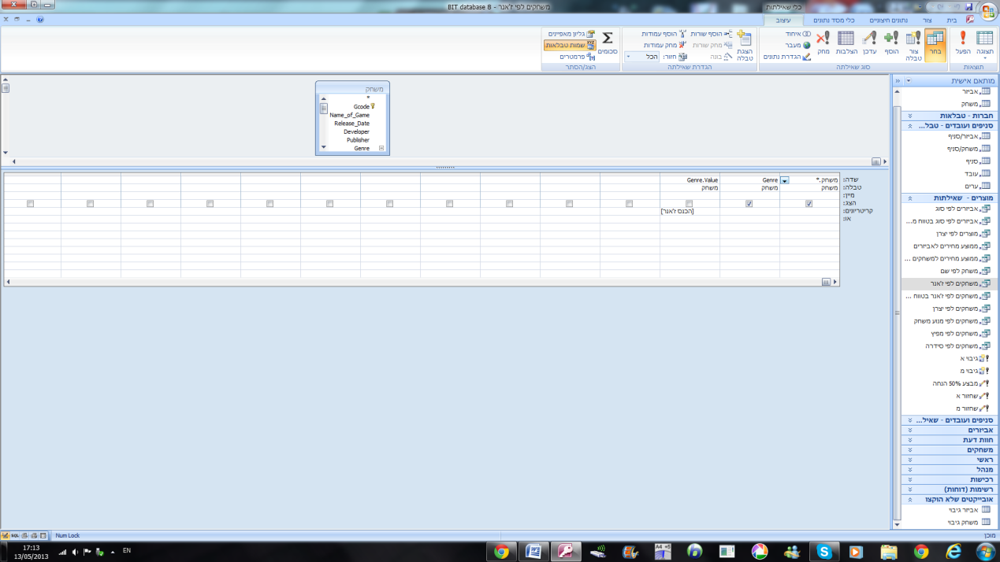 משחקים לפי ז'אנר - BIT database 8
כלי שאילתות
בית
צור
נתונים חיצוניים
כלי מסד נתונים
עיצוב
תצוגה
הפעל
תוצאות
בחר
צור טבלה
הוסף
עדכן
הצלבות
מחק
איחוד
מעבר
הגדרת נתונים
סוג שאילתה
הצגת טבלה
הוסף שורות
מחק שורות
בונה
הוסף עמודות
מחק עמודות
חזור: הכל
הגדרת שאילתה
סכומים
גליון מאפיינים
שמות טבלאות
פרמטרים
הצג/הסתר
מותאם אישית
אביזר
משחק
חברות - טבלאות
סניפים ועובדים - טבל...
אביזר/סניף
משחק/סניף
סניף
עובד
ערים
מוצרים - שאילתות
אביזרים לפי סוג
אביזרים לפי סוג בטווח מ...
מוצרים לפי יצרן
ממוצע מחירים לאביזרים
ממוצע מחירים למשחקים ...
משחק לפי שם
משחקים לפי ז'אנר
משחקים לפי ז'אנר בטווח ...
משחקים לפי יצרן
משחקים לפי מנוע משחק
משחקים לפי מפיץ
משחקים לפי סידרה
גיבוי א
גיבוי מ
מבצע 50% הנחה
שחזור א
שחזור מ
סניפים ועובדים - שאיל...
אביזרים
חוות דעת
משחקים
ראשי
מנהל
רכישות
רשימות (דוחות)
אובייקטים שלא הוקצו
אביזר גיבוי
משחק גיבוי
משחק
*
Gcode
Name_of_Game
Release_Date
Developer
Publisher
Genre
שדה: משחק.* Genre Genre.Value
טבלה: משחק משחק משחק
מיין:
הצג:
קריטריונים: [הכנס ז'אנר]
או:
מוכן
Num Lock
SQL
17:13
13/05/2013
EN
A4 +5